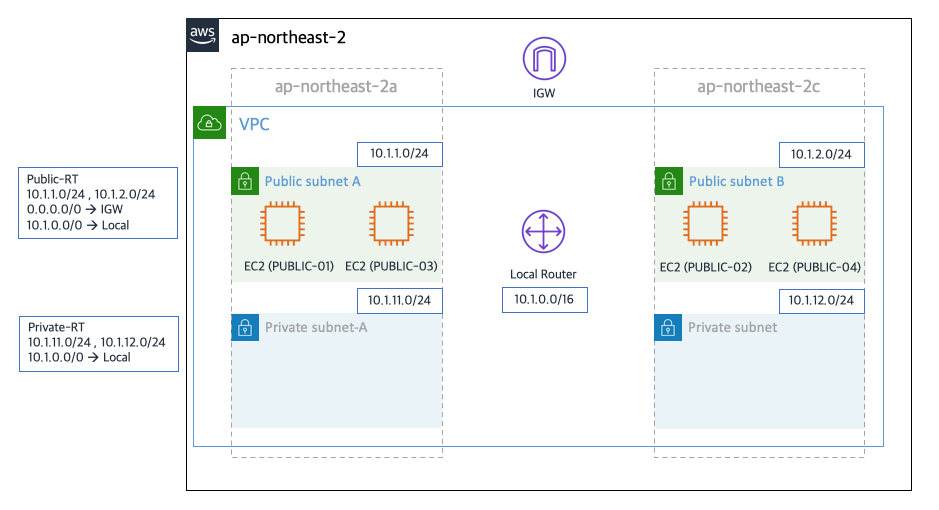 aws
ap-northeast-2
IGW
ap-northeast-2a
ap-northeast-2c
VPC
10.1.1.0/24
10.1.2.0/24
Public-RT
10.1.1.0/24 , 10.1.2.0/24
0.0.0.0/0 → IGW
10.1.0.0/0 → Local
Public subnet A
Public subnet B
EC2 (PUBLIC-01)
EC2 (PUBLIC-03)
Local Router
10.1.0.0/16
EC2 (PUBLIC-02)
EC2 (PUBLIC-04)
10.1.11.0/24
10.1.12.0/24
Private-RT
10.1.11.0/24 , 10.1.12.0/24
10.1.0.0/0 → Local
Private subnet-A
Private subnet